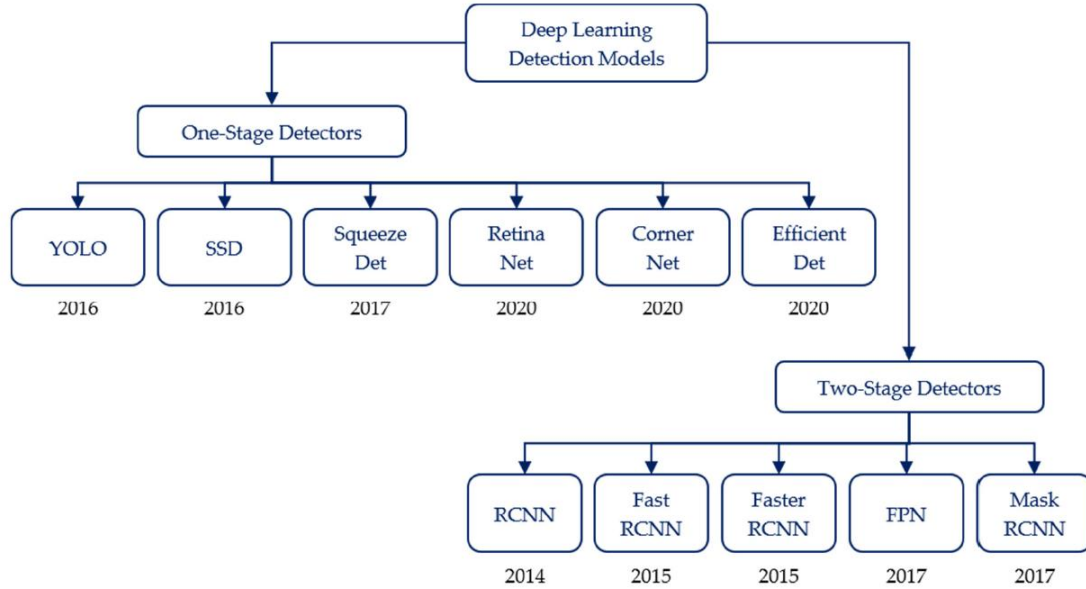 Deep Learning
Detection Models
One-Stage Detectors
YOLO
SSD
Squeeze
Det
Retina
Net
Corner
Net
Efficient
Det
2016
2016
2017
2020
2020
2020
Two-Stage Detectors
RCNN
Fast
RCNN
Faster
RCNN
FPN
Mask
RCNN
2014
2015
2015
2017
2017